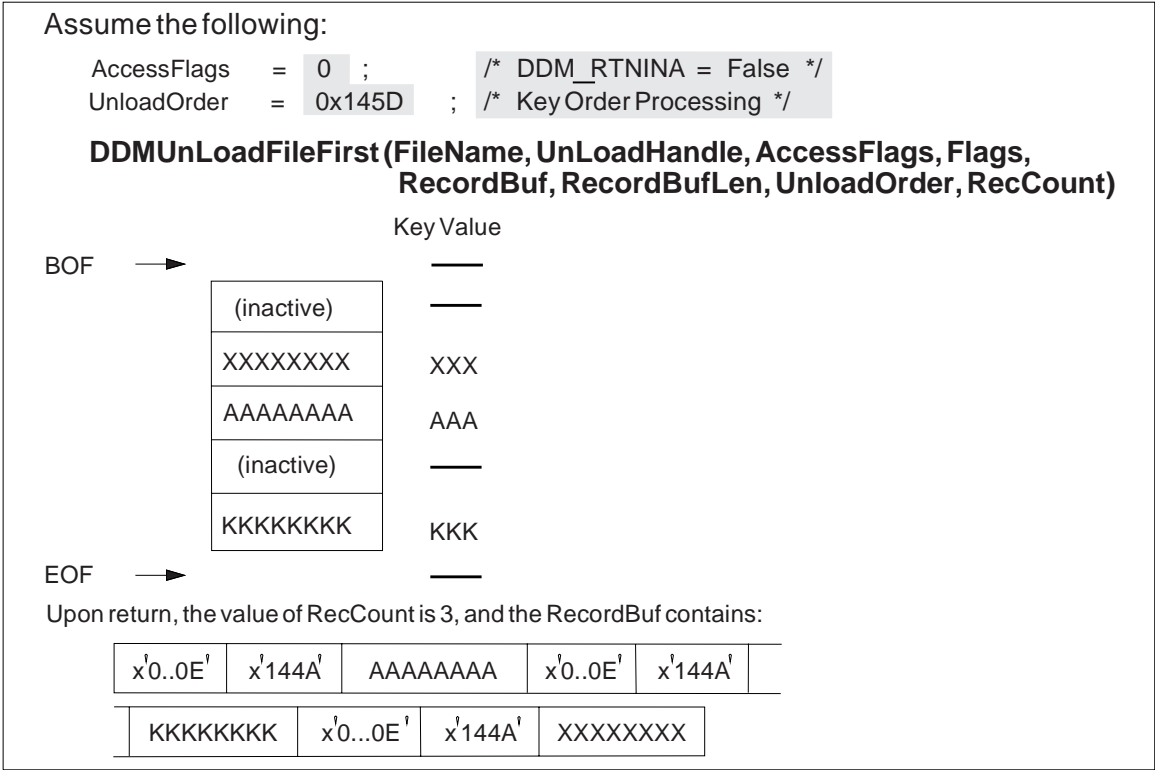 Assume the following:
AccessFlags = 0 ; /* DDM_RTNINA = False */
UnloadOrder = 0x145D ; /* Key Order Processing */
DDMUnLoadFileFirst (FileName, UnLoadHandle, AccessFlags, Flags,
RecordBuf, RecordBufLen, UnloadOrder, RecCount)
Key Value
BOF
(inactive)
XXXXXXXX XXX
AAAAAAAA AAA
(inactive)
KKKKKKKK KKK
EOF
Upon return, the value of RecCount is 3, and the RecordBuf contains:
x'0..0E' x'144A' AAAAAAAA x'0..0E' x'144A'
KKKKKKKK x'0...0E' x'144A' XXXXXXXX